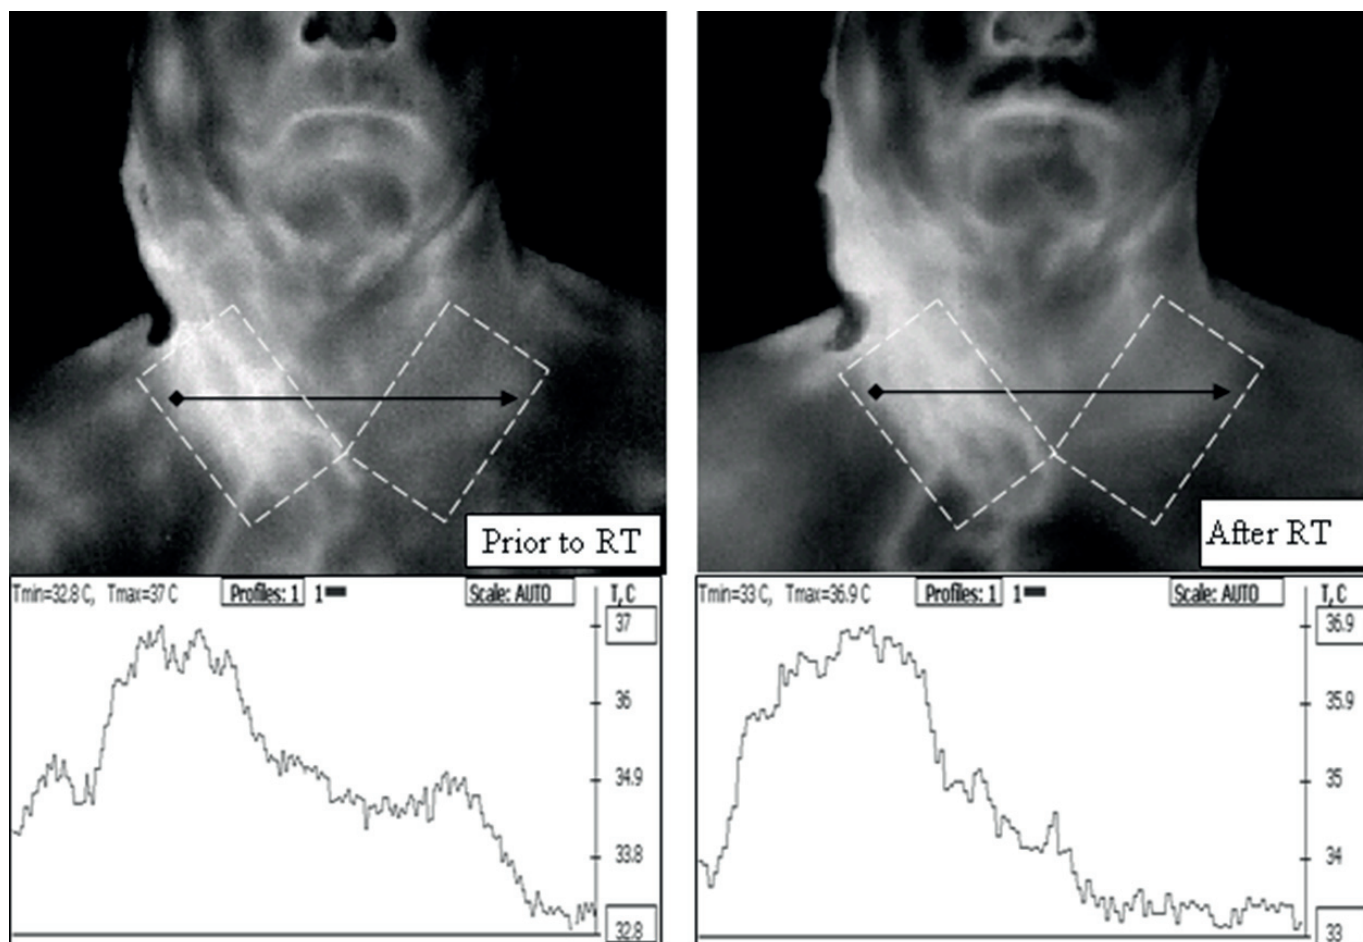 Prior to RT
After RT
Tmin=32.8 C, Tmax=37 C Profiles: 1 1 Scale: AUTO T, C
37
36
34.9
33.8
32.8
Tmin=33 C, Tmax=36.9 C Profiles: 1 1 Scale: AUTO T, C
36.9
35.9
35
34
33